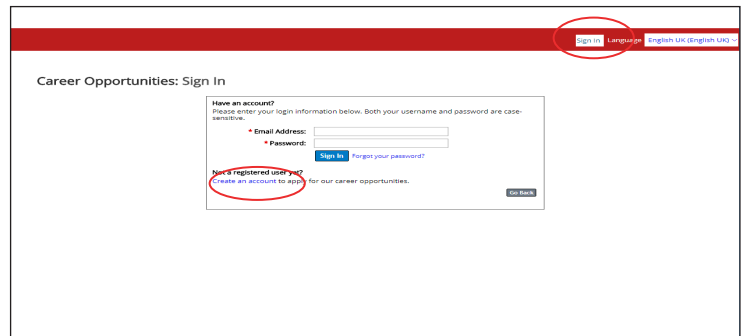 Sign In Language English UK (English UK)
Career Opportunities: Sign In
Have an account?
Please enter your login information below. Both your username and password are case-
sensitive.
* Email Address:
* Password:
Sign In Forgot your password?
Not a registered user yet?
Create an account to apply for our career opportunities.
Go Back